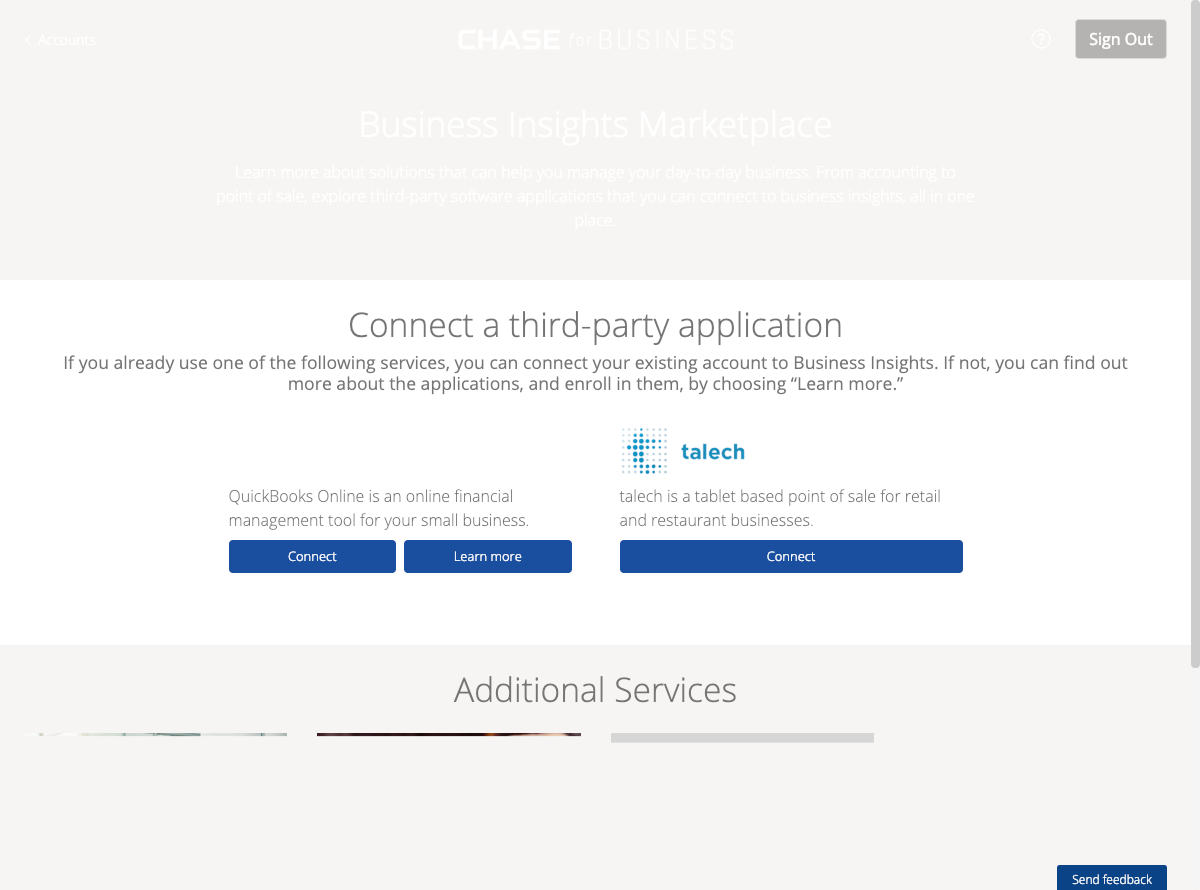 Accounts
CHASE for BUSINESS
?
Sign Out
Business Insights Marketplace
Learn more about solutions that can help you manage your day-to-day business. From accounting to
point of sale, explore third-party software applications that you can connect to business insights, all in one
place.
Connect a third-party application
If you already use one of the following services, you can connect your existing account to Business Insights. If not, you can find out
more about the applications, and enroll in them, by choosing “Learn more.”
QuickBooks Online is an online financial
management tool for your small business.
Connect
Learn more
talech
talech is a tablet based point of sale for retail
and restaurant businesses.
Connect
Additional Services
Send feedback